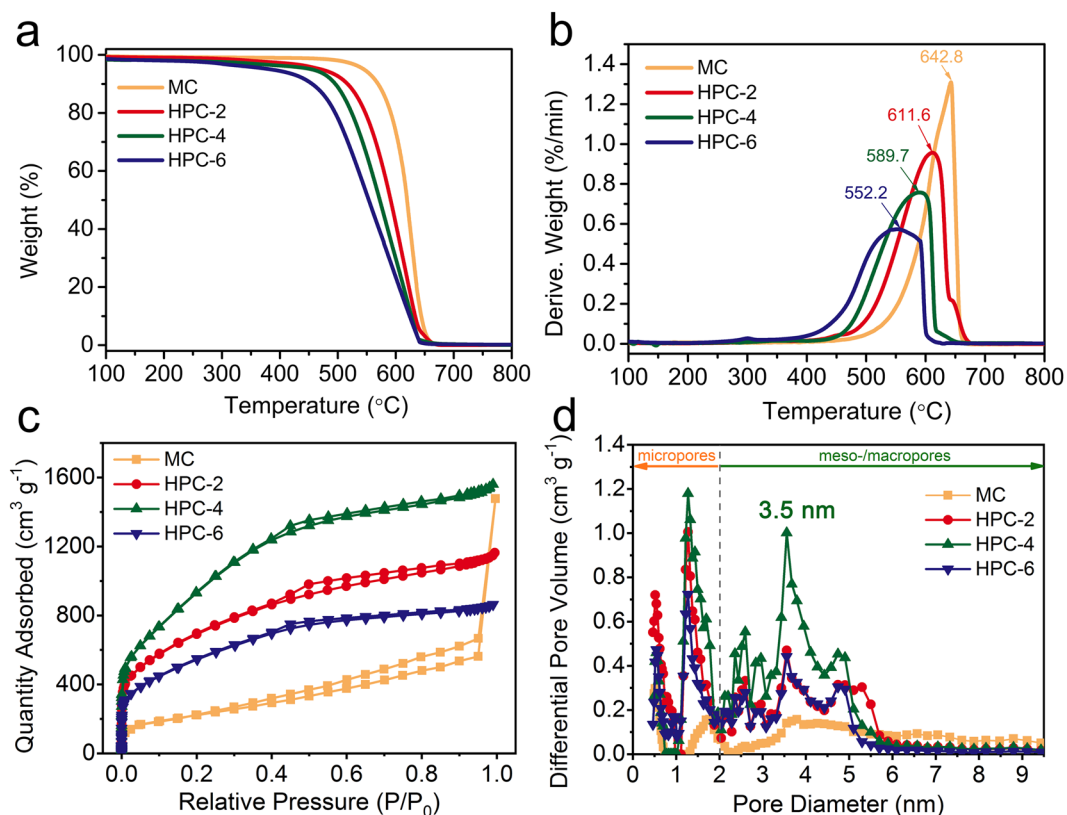 a
100
80
60
40
20
0
Weight (%)
MC
HPC-2
HPC-4
HPC-6
100 200 300 400 500 600 700 800
Temperature (°C)
b
1.4
1.2
1.0
0.8
0.6
0.4
0.2
0.0
Derive. Weight (%/min)
MC
HPC-2
HPC-4
HPC-6
642.8
611.6
589.7
552.2
100 200 300 400 500 600 700 800
Temperature (°C)
c
1600
1200
800
400
0
Quantity Adsorbed (cm³ g⁻¹)
MC
HPC-2
HPC-4
HPC-6
0.0 0.2 0.4 0.6 0.8 1.0
Relative Pressure (P/P₀)
d
1.4
1.2
1.0
0.8
0.6
0.4
0.2
0.0
Differential Pore Volume (cm³ g⁻¹)
micropores
meso-/macropores
3.5 nm
MC
HPC-2
HPC-4
HPC-6
0 1 2 3 4 5 6 7 8 9
Pore Diameter (nm)